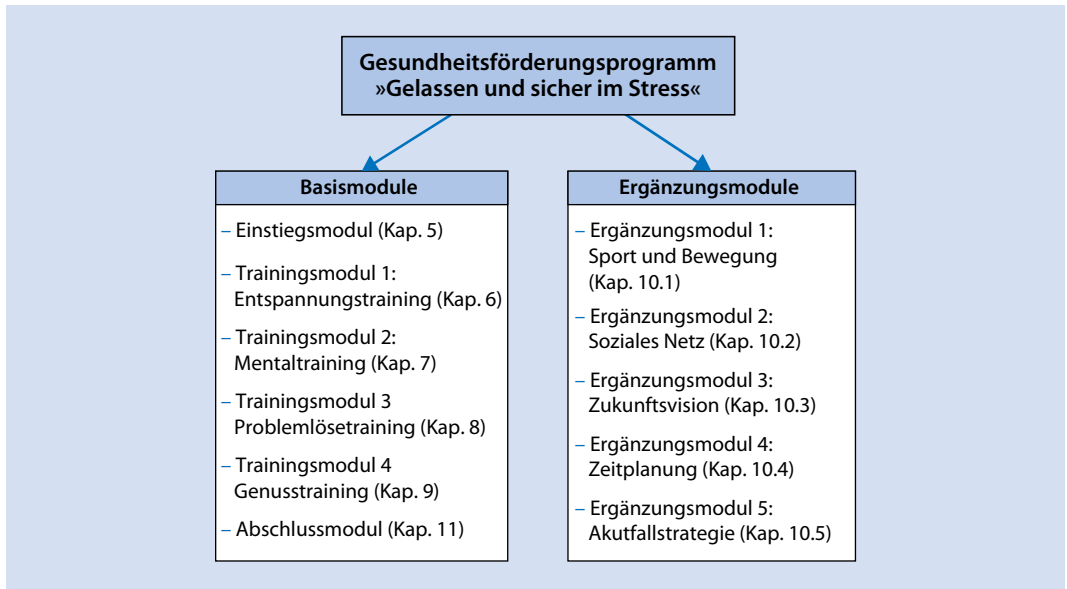 Gesundheitsförderungsprogramm
»Gelassen und sicher im Stress«
Basismodule
– Einstiegsmodul (Kap. 5)
– Trainingsmodul 1:
Entspannungstraining (Kap. 6)
– Trainingsmodul 2:
Mentaltraining (Kap. 7)
– Trainingsmodul 3
Problemlösetraining (Kap. 8)
– Trainingsmodul 4
Genusstraining (Kap. 9)
– Abschlussmodul (Kap. 11)
Ergänzungsmodule
– Ergänzungsmodul 1:
Sport und Bewegung
(Kap. 10.1)
– Ergänzungsmodul 2:
Soziales Netz (Kap. 10.2)
– Ergänzungsmodul 3:
Zukunftsvision (Kap. 10.3)
– Ergänzungsmodul 4:
Zeitplanung (Kap. 10.4)
– Ergänzungsmodul 5:
Akutfallstrategie (Kap. 10.5)